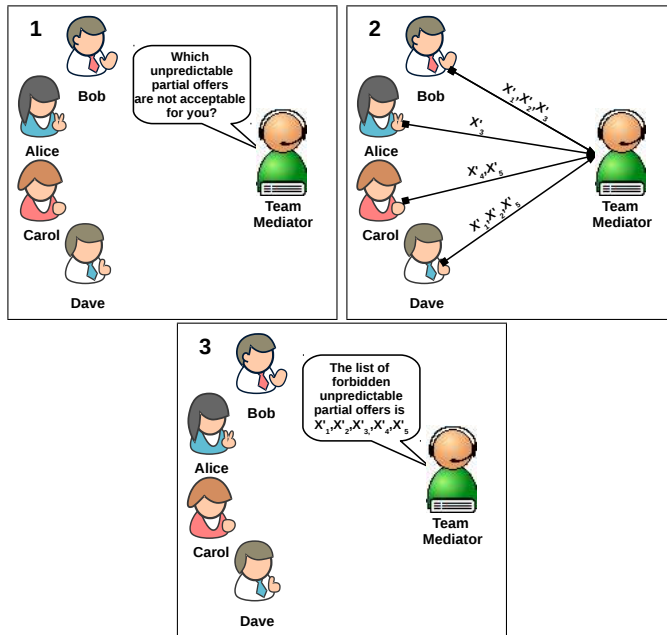 1
Bob
Which
unpredictable
partial offers
are not acceptable
for you?
Alice
Carol
Dave
Team
Mediator
2
Bob
X'1,X'2,X'3
Alice
X'3
Carol
X'4,X'5
Dave
X'1,X'2,X'5
Team
Mediator
3
Bob
The list of
forbidden
unpredictable
partial offers is
X'1,X'2,X'3,,X'4,X'5
Alice
Carol
Dave
Team
Mediator